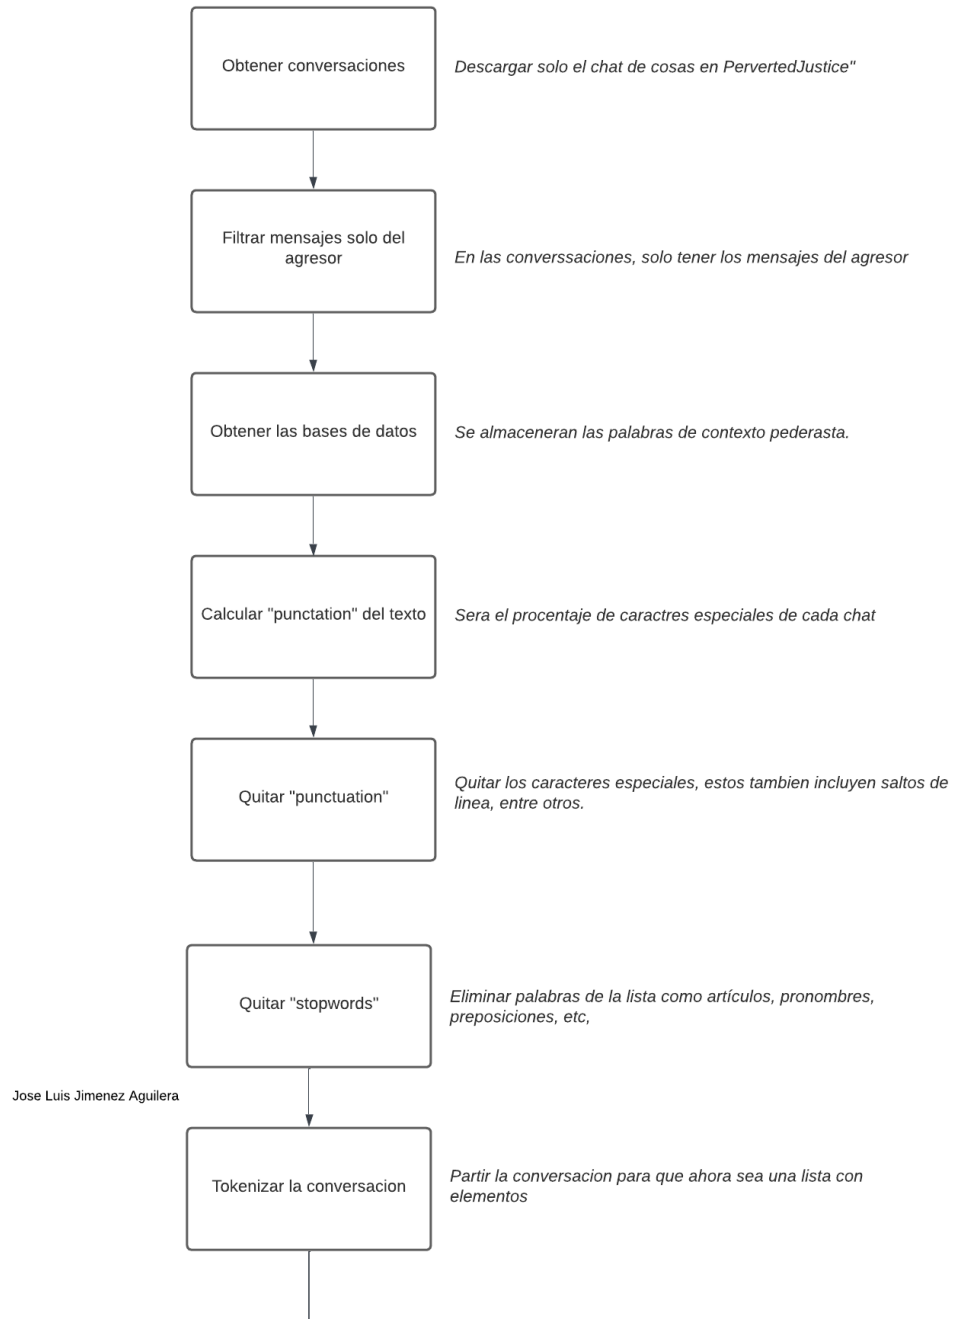 Obtener conversaciones
Descargar solo el chat de cosas en PervertedJustice"
Filtrar mensajes solo del
agresor
En las converssaciones, solo tener los mensajes del agresor
Obtener las bases de datos
Se almaceneran las palabras de contexto pederasta.
Calcular "punctation" del texto
Sera el procentaje de caractres especiales de cada chat
Quitar "punctuation"
Quitar los caracteres especiales, estos tambien incluyen saltos de
linea, entre otros.
Quitar "stopwords"
Eliminar palabras de la lista como artículos, pronombres,
preposiciones, etc,
Jose Luis Jimenez Aguilera
Tokenizar la conversacion
Partir la conversacion para que ahora sea una lista con
elementos